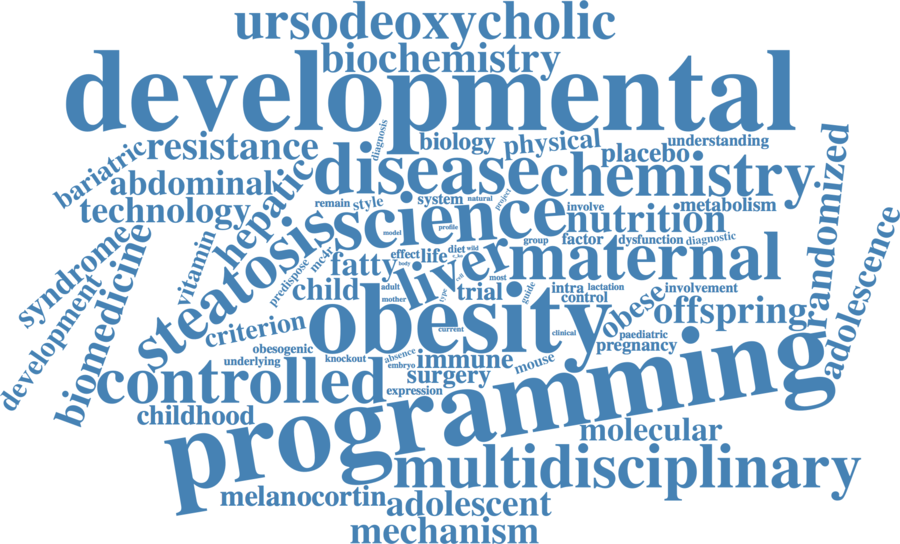 ursodeoxycholic
biochemistry
developmental
diagnosis
biology
physical
understanding
bariatric
resistance
placebo
abdominal
disease
chemistry
randomized
technology
hepatic
remain
style
system
natural
project
involve
metabolism
science
nutrition
adolescence
syndrome
biomedicine
vitamin
steatosis
model
profile
group
factor
dysfunction
diagnostic
mc4r
predispose
fatty
body
effect
life
diet
wild
liver
maternal
most
type
child
adult
mother
trial
guide
intra
lactation
control
involvement
development
criterion
obesity
obese
offspring
current
clinical
paediatric
pregnancy
obesogenic
underlying
knockout
absence
embryo
immune
mouse
surgery
controlled
expression
programming
childhood
molecular
multidisciplinary
melanocortin
adolescent
mechanism